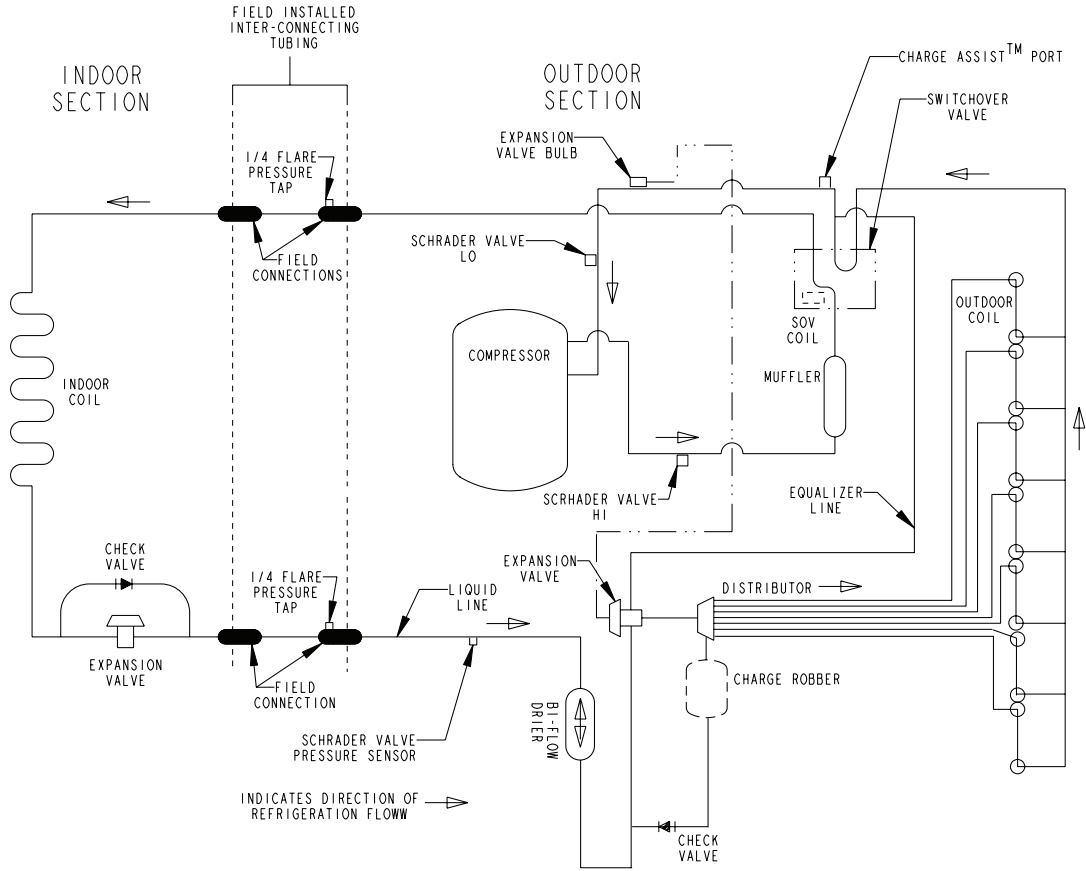 FIELD INSTALLED
INTER-CONNECTING
TUBING
INDOOR
SECTION
OUTDOOR
SECTION
CHARGE ASSIST™ PORT
SWITCHOVER
VALVE
EXPANSION
VALVE BULB
1/4 FLARE
PRESSURE
TAP
FIELD
CONNECTIONS
SCHRADER VALVE
LO
OUTDOOR
COIL
SOV
COIL
COMPRESSOR
MUFFLER
INDOOR
COIL
SCRHADER VALVE
HI
EQUALIZER
LINE
CHECK
VALVE
1/4 FLARE
PRESSURE
TAP
LIQUID
LINE
EXPANSION
VALVE
DISTRIBUTOR
EXPANSION
VALVE
FIELD
CONNECTION
CHARGE ROBBER
BI-FLOW
DRIER
SCHRADER VALVE
PRESSURE SENSOR
INDICATES DIRECTION OF
REFRIGERATION FLOWW
CHECK
VALVE